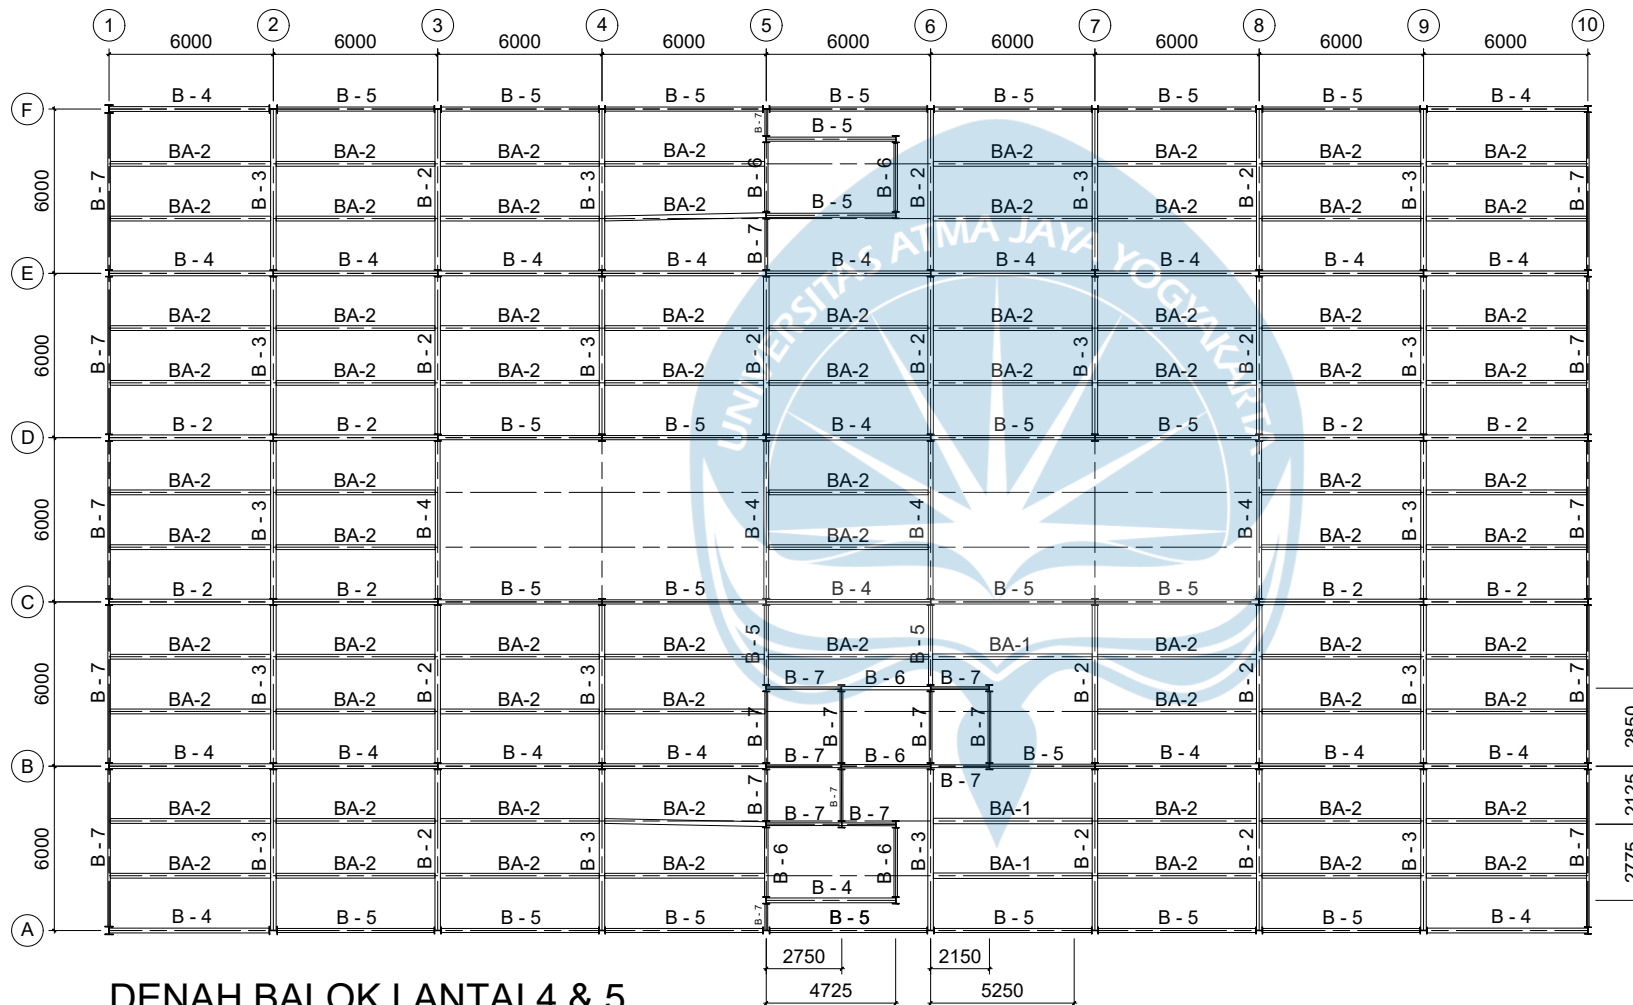 1 2 3 4 5 6 7 8 9 10
6000 6000 6000 6000 6000 6000 6000 6000 6000
B - 4 B - 5 B - 5 B - 5 B - 5 B - 5 B - 5 B - 5 B - 4
F
B - 7 B - 5
BA-2 BA-2 BA-2 BA-2 BA-2 BA-2 BA-2 BA-2
6000 B - 7 B - 3 B - 2 B - 3 B - 6 B - 6 B - 2 B - 3 B - 2 B - 3 B - 7
BA-2 BA-2 BA-2 BA-2 B - 5 BA-2 BA-2 BA-2 BA-2
B - 7
B - 4 B - 4 B - 4 B - 4 B - 4 B - 4 B - 4 B - 4 B - 4
E
BA-2 BA-2 BA-2 BA-2 BA-2 BA-2 BA-2 BA-2 BA-2
6000 B - 7 B - 3 B - 2 B - 3 B - 2 B - 2 B - 3 B - 2 B - 3 B - 7
BA-2 BA-2 BA-2 BA-2 BA-2 BA-2 BA-2 BA-2 BA-2
B - 2 B - 2 B - 5 B - 5 B - 4 B - 5 B - 5 B - 2 B - 2
D
UNIVERSITAS ATMA JAYA YOGYAKARTA
BA-2 BA-2 BA-2 BA-2 BA-2
6000 B - 7 B - 3 B - 4 B - 4 B - 4 B - 4 B - 3 B - 7
BA-2 BA-2 BA-2 BA-2 BA-2
B - 2 B - 2 B - 5 B - 5 B - 4 B - 5 B - 5 B - 2 B - 2
C
BA-2 BA-2 BA-2 BA-2 B - 5 BA-2 B - 5 BA-1 BA-2 BA-2 BA-2
6000 B - 7 B - 3 B - 2 B - 3 B - 7 B - 6 B - 7 B - 2 B - 2 B - 3 B - 7
BA-2 BA-2 BA-2 BA-2 B - 7 B - 7 B - 7 B - 7 BA-2 BA-2 BA-2
2850
B - 4 B - 4 B - 4 B - 4 B - 7 B - 6 B - 5 B - 4 B - 4 B - 4
B
B - 7
BA-2 BA-2 BA-2 BA-2 B - 7 B - 7 BA-1 BA-2 BA-2 BA-2
2125
B - 7 B - 7
6000 B - 7 B - 3 B - 2 B - 3 B - 6 B - 6 B - 3 B - 2 B - 2 B - 3 B - 7
BA-2 BA-2 BA-2 BA-2 BA-1 BA-2 BA-2 BA-2
2775
B - 4
B - 7
B - 4 B - 5 B - 5 B - 5 B - 5 B - 5 B - 5 B - 5 B - 4
A
2750 2150
4725 5250
DENAH BALOK LANTAI 4 & 5